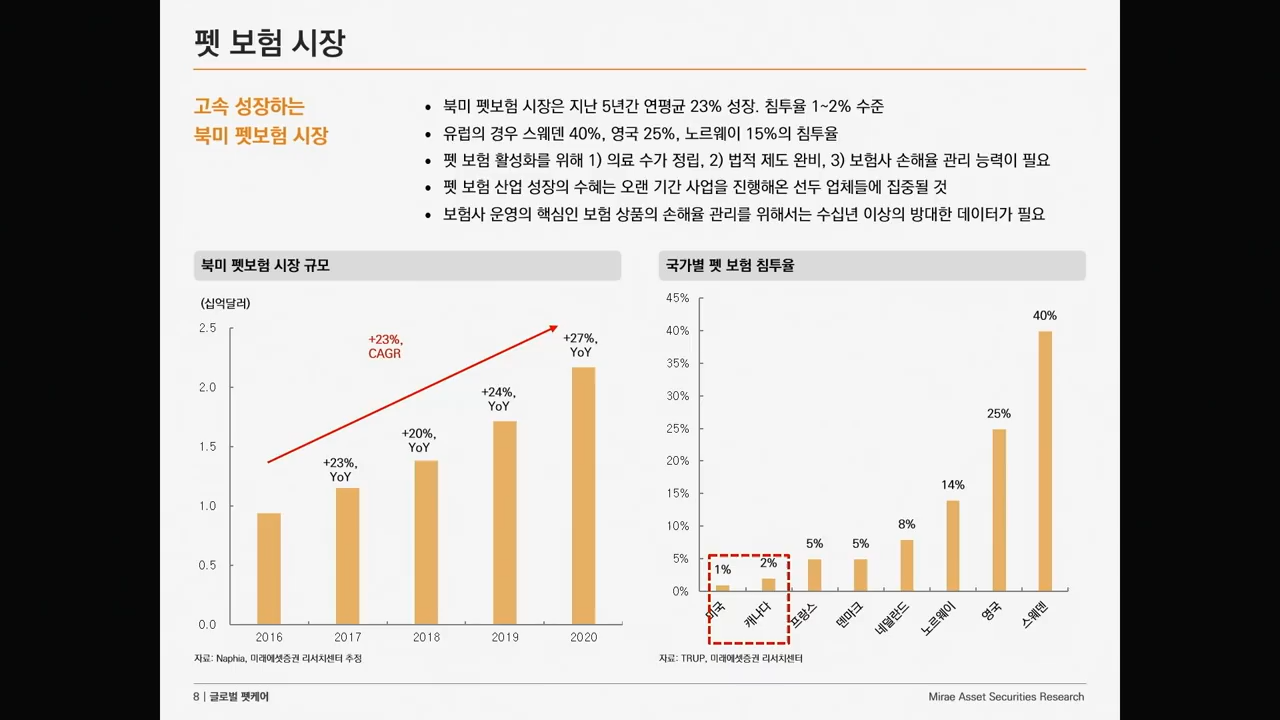 펫 보험 시장
고속 성장하는
북미 펫보험 시장
• 북미 펫보험 시장은 지난 5년간 연평균 23% 성장. 침투율 1~2% 수준
• 유럽의 경우 스웨덴 40%, 영국 25%, 노르웨이 15%의 침투율
• 펫 보험 활성화를 위해 1) 의료 수가 정립, 2) 법적 제도 완비, 3) 보험사 손해율 관리 능력이 필요
• 펫 보험 산업 성장의 수혜는 오랜 기간 사업을 진행해온 선두 업체들에 집중될 것
• 보험사 운영의 핵심인 보험 상품의 손해율 관리를 위해서는 수십년 이상의 방대한 데이터가 필요
북미 펫보험 시장 규모
(십억달러)
2.5
2.0
1.5
1.0
0.5
0.0
+23%,
CAGR
+23%,
YoY
+20%,
YoY
+24%,
YoY
+27%,
YoY
2016 2017 2018 2019 2020
자료: Naphia, 미래에셋증권 리서치센터 추정
국가별 펫 보험 침투율
45%
40%
35%
30%
25%
20%
15%
10%
5%
0%
1% 2% 5% 5% 8% 14% 25% 40%
미국 캐나다 프랑스 덴마크 네덜란드 노르웨이 영국 스웨덴
자료: TRUP, 미래에셋증권 리서치센터
8 | 글로벌 펫케어
Mirae Asset Securities Research